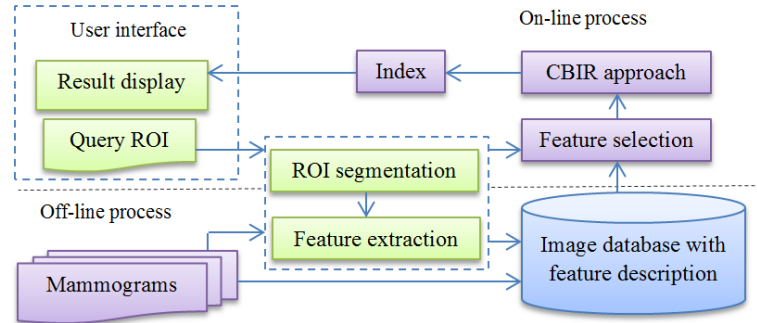 On-line process
User interface
Result display
Index
CBIR approach
Query ROI
Feature selection
ROI segmentation
Off-line process
Feature extraction
Image database with
feature description
Mammograms